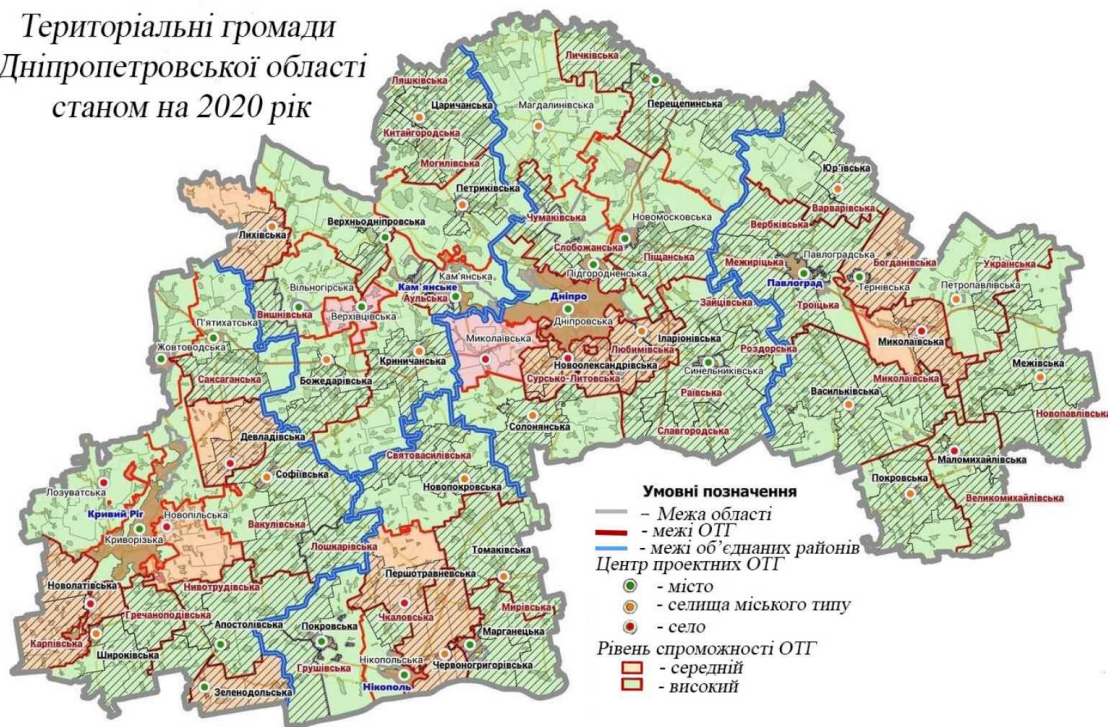 Територіальні громади
Дніпропетровської області
станом на 2020 рік
Личківська
Ляшківська
Царичанська
Магдалинівська
Перещепинська
Китайгородська
Могилівська
Юр'ївська
Петриківська
Варварівська
Чумаківська
Новомосковська
Вербківська
Верхньодніпровська
Лихівська
Слобожанська
Піщанська
Межиріцька
Павлоградська
Богданівська
Українська
Кам'янська
Підгородненська
Вільногірська
Кам'янське
Аульська
Дніпро
Павлоград
Тернівська
Петропавлівська
Вишнівська
Верхівцівська
Зайцівська
Троїцька
П'ятихатська
Дніпровська
Миколаївська
Іларіонівська
Миколаївська
Жовтоводська
Криничанська
Любимівська
Роздорська
Божедарівська
Новоолександрівська
Синельниківська
Межівська
Саксаганська
Сурсько-Литовська
Миколаївська
Раївська
Васильківська
Новопавлівська
Солонянська
Славгородська
Девладівська
Святовасилівська
Маломихайлівська
Софіївська
Новопокровська
Покровська
Лозуватська
Великомихайлівська
Кривий Ріг
Новопільська
Вакулівська
Криворізька
Лошкарівська
Томаківська
Першотравневська
Новолатівська
Нивотрудівська
Мирівська
Гречаноподівська
Чкаловська
Апостолівська
Покровська
Марганецька
Карпівська
Широківська
Грушівська
Нікопольська
Червоногригорівська
Зеленодольська
Нікополь
Умовні позначення
– Межа області
- межі ОТГ
- межі об’єднаних районів
Центр проектних ОТГ
- місто
- селища міського типу
- село
Рівень спроможності ОТГ
- середній
- високий